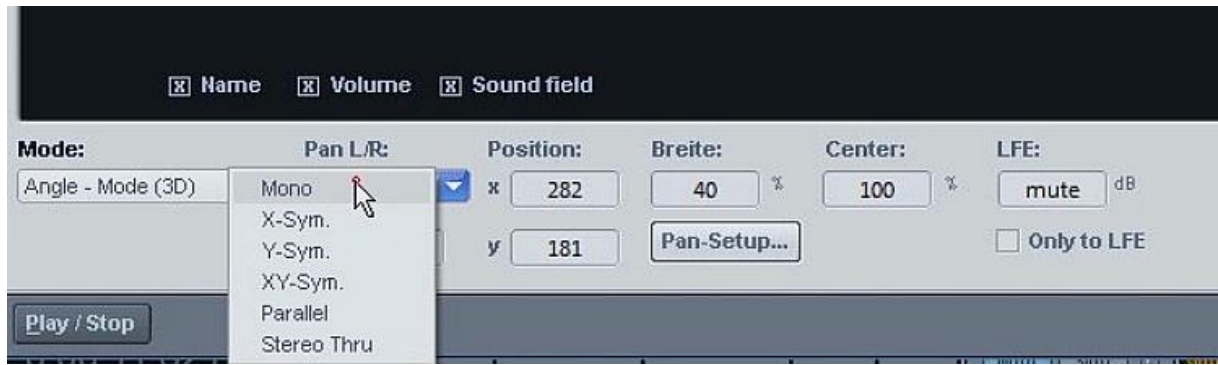 Name Volume Sound field
Mode: Pan L/R: Position: Breite: Center: LFE:
Angle - Mode (3D) Mono x 282 40 % 100 % mute dB
X-Sym.
Y-Sym. y 181 Pan-Setup... Only to LFE
XY-Sym.
Parallel
Play / Stop
Stereo Thru